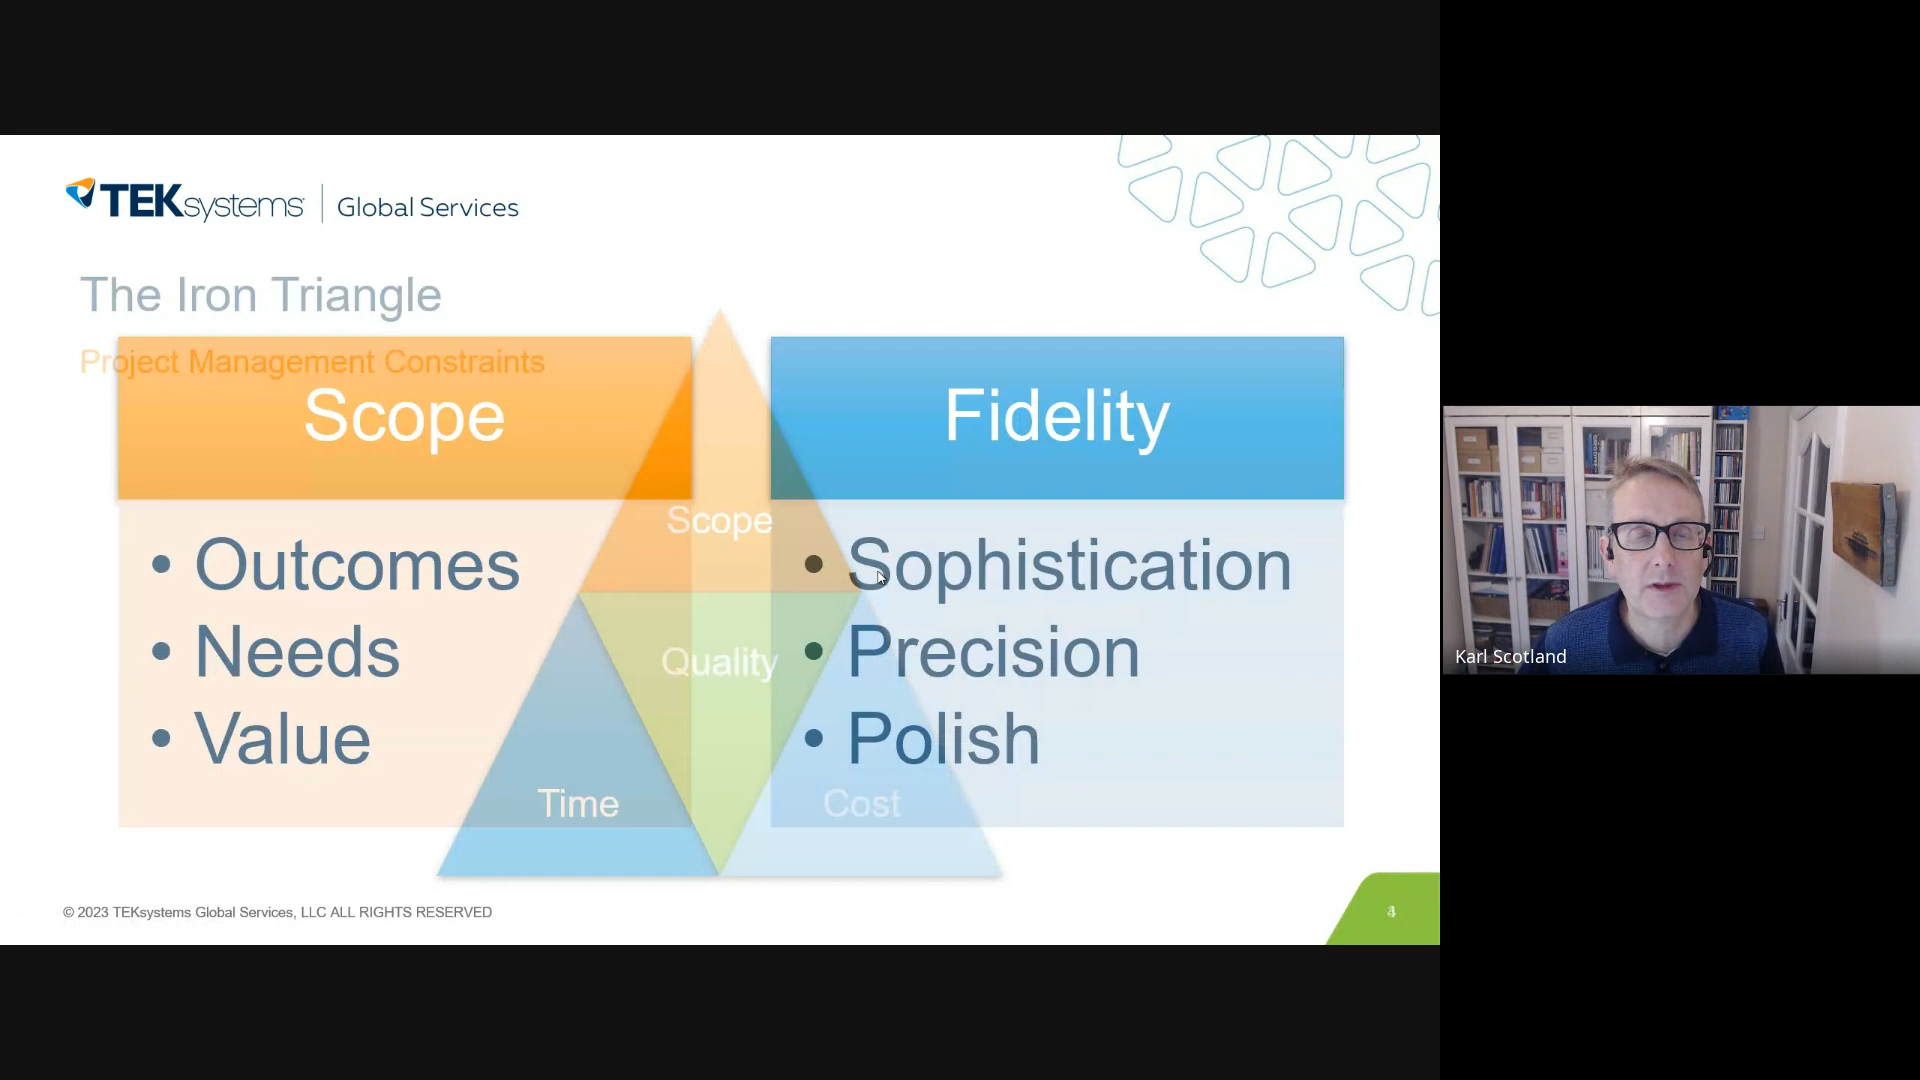 TEKsystems | Global Services
The Iron Triangle
Project Management Constraints
Scope
Fidelity
Scope
• Outcomes
• Needs
• Value
• Sophistication
• Precision
• Polish
Quality
Time
Cost
© 2023 TEKsystems Global Services, LLC ALL RIGHTS RESERVED
Karl Scotland